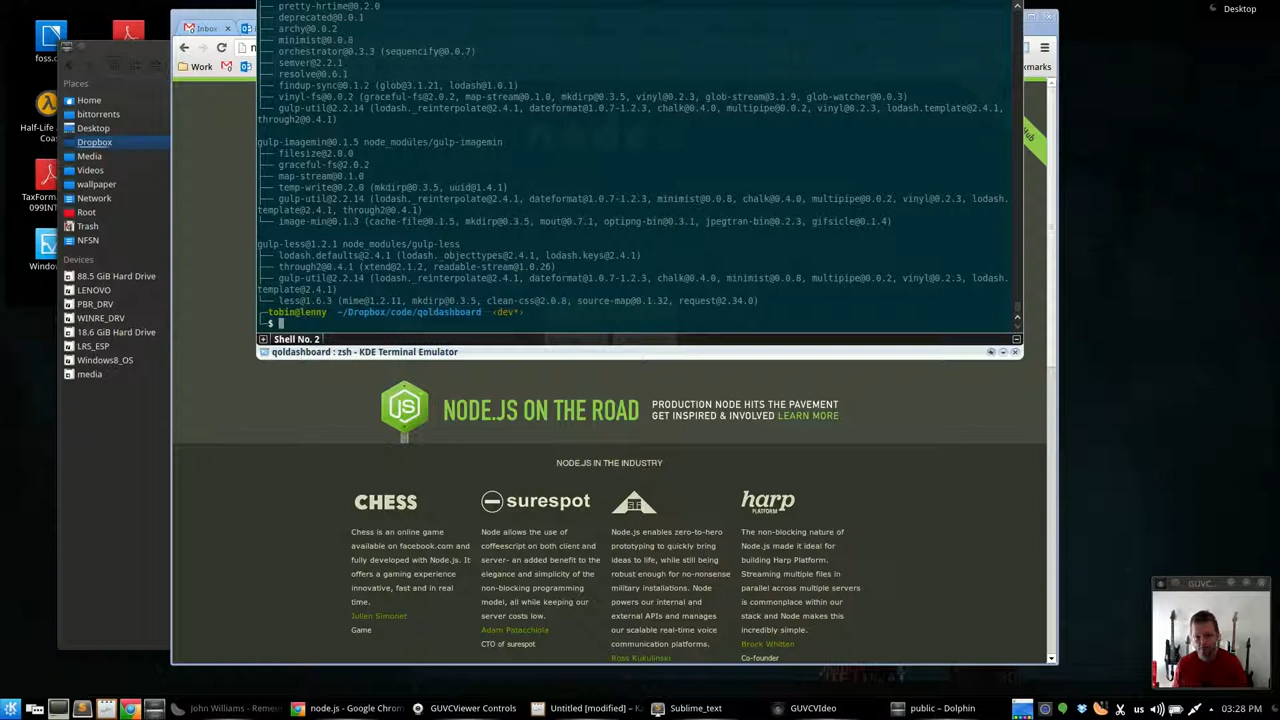 pretty-hrtime@0.2.0
deprecated@0.0.1
archy@0.0.2
minimist@0.0.8
orchestrator@0.3.3 (sequencify@0.0.7)
semver@2.2.1
resolve@0.6.1
findup-sync@0.1.2 (glob@3.1.21, lodash@1.0.1)
vinyl-fs@0.0.2 (graceful-fs@2.0.2, map-stream@0.1.0, mkdirp@0.3.5, vinyl@0.2.3, glob-stream@3.1.9, glob-watcher@0.0.3)
gulp-util@2.2.14 (lodash._reinterpolate@2.4.1, dateformat@1.0.7-1.2.3, chalk@0.4.0, multipipe@0.0.2, vinyl@0.2.3, lodash.template@2.4.1,
through2@0.4.1)
gulp-imagemin@0.1.5 node_modules/gulp-imagemin
filesize@2.0.0
graceful-fs@2.0.2
map-stream@0.1.0
temp-write@0.2.0 (mkdirp@0.3.5, uuid@1.4.1)
gulp-util@2.2.14 (lodash._reinterpolate@2.4.1, dateformat@1.0.7-1.2.3, minimist@0.0.8, chalk@0.4.0, multipipe@0.0.2, vinyl@0.2.3, lodash.
template@2.4.1, through2@0.4.1)
image-min@0.1.3 (cache-file@0.1.5, mkdirp@0.3.5, mout@0.7.1, optipng-bin@0.3.1, jpegtran-bin@0.2.3, gifsicle@0.1.4)
gulp-less@1.2.1 node_modules/gulp-less
lodash.defaults@2.4.1 (lodash._objecttypes@2.4.1, lodash.keys@2.4.1)
through2@0.4.1 (xtend@2.1.2, readable-stream@1.0.26)
gulp-util@2.2.14 (lodash._reinterpolate@2.4.1, dateformat@1.0.7-1.2.3, chalk@0.4.0, minimist@0.0.8, multipipe@0.0.2, vinyl@0.2.3, lodash.
template@2.4.1, through2@0.4.1)
less@1.6.3 (mime@1.2.11, mkdirp@0.3.5, clean-css@2.0.8, source-map@0.1.32, request@2.34.0)
tobin@lenny ~/Dropbox/code/qoldashboard ‹dev*›
$
Shell No. 2
qoldashboard : zsh - KDE Terminal Emulator
Desktop
Inbox
Work
kmarks
foss.c
Half-Life
Coas
TaxForm
099INT
Window
Places
Home
bittorrents
Desktop
Dropbox
Media
Videos
wallpaper
Network
Root
Trash
NFSN
Devices
88.5 GiB Hard Drive
LENOVO
PBR_DRV
WINRE_DRV
18.6 GiB Hard Drive
LRS_ESP
Windows8_OS
media
JS
NODE.JS ON THE ROAD
PRODUCTION NODE HITS THE PAVEMENT
GET INSPIRED & INVOLVED LEARN MORE
NODE.JS IN THE INDUSTRY
CHESS
Chess is an online game
available on facebook.com and
fully developed with Node.js. It
offers a gaming experience
innovative, fast and in real
time.
Julien Simonet
Game
surespot
Node allows the use of
coffeescript on both client and
server- an added benefit to the
elegance and simplicity of the
non-blocking programming
model, all while keeping our
server costs low.
Adam Patacchiola
CTO of surespot
Node.js enables zero-to-hero
prototyping to quickly bring
ideas to life, while still being
robust enough for no-nonsense
military installations. Node
powers our internal and
external APIs and manages
our scalable real-time voice
communication platforms.
Ross Kukulinski
harp
PLATFORM
The non-blocking nature of
Node.js made it ideal for
building Harp Platform.
Streaming multiple files in
parallel across multiple servers
is commonplace within our
stack and Node makes this
incredibly simple.
Brock Whitten
Co-founder
GUVC...
John Williams - Remem
node.js - Google Chrom
GUVCViewer Controls
Untitled [modified] – K
Sublime_text
GUVCVideo
public – Dolphin
US
03:28 PM